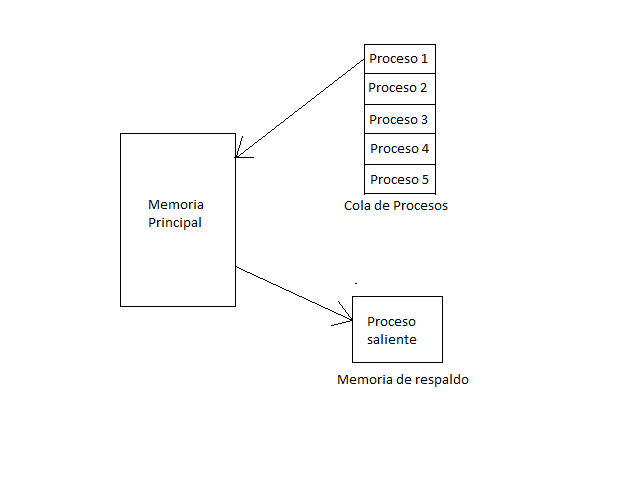 Proceso 1
Proceso 2
Proceso 3
Proceso 4
Proceso 5
Cola de Procesos
Memoria
Principal
Proceso
saliente
Memoria de respaldo